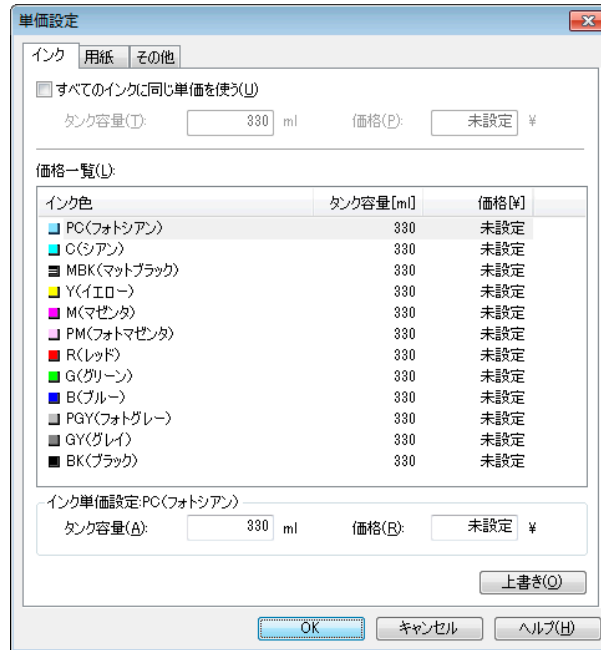 単価設定
インク 用紙 その他
すべてのインクに同じ単価を使う(U)
タンク容量(T): 330 ml 価格(P): 未設定 ¥
価格一覧(L):
インク色 タンク容量[ml] 価格[¥]
PC(フォトシアン) 330 未設定
C(シアン) 330 未設定
MBK(マットブラック) 330 未設定
Y(イエロー) 330 未設定
M(マゼンタ) 330 未設定
PM(フォトマゼンタ) 330 未設定
R(レッド) 330 未設定
G(グリーン) 330 未設定
B(ブルー) 330 未設定
PGY(フォトグレー) 330 未設定
GY(グレイ) 330 未設定
BK(ブラック) 330 未設定
インク単価設定:PC(フォトシアン)
タンク容量(A): 330 ml 価格(R): 未設定 ¥
上書き(O)
OK キャンセル ヘルプ(H)